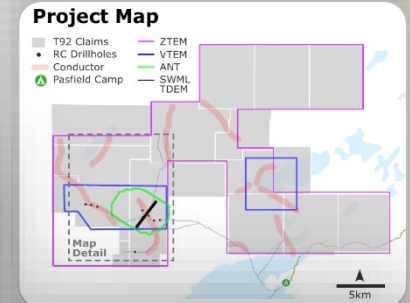 Project Map
T92 Claims
RC Drillholes
Conductor
Pasfield Camp
ZTEM
VTEM
ANT
SWML
TDEM
Map
Detail
5km